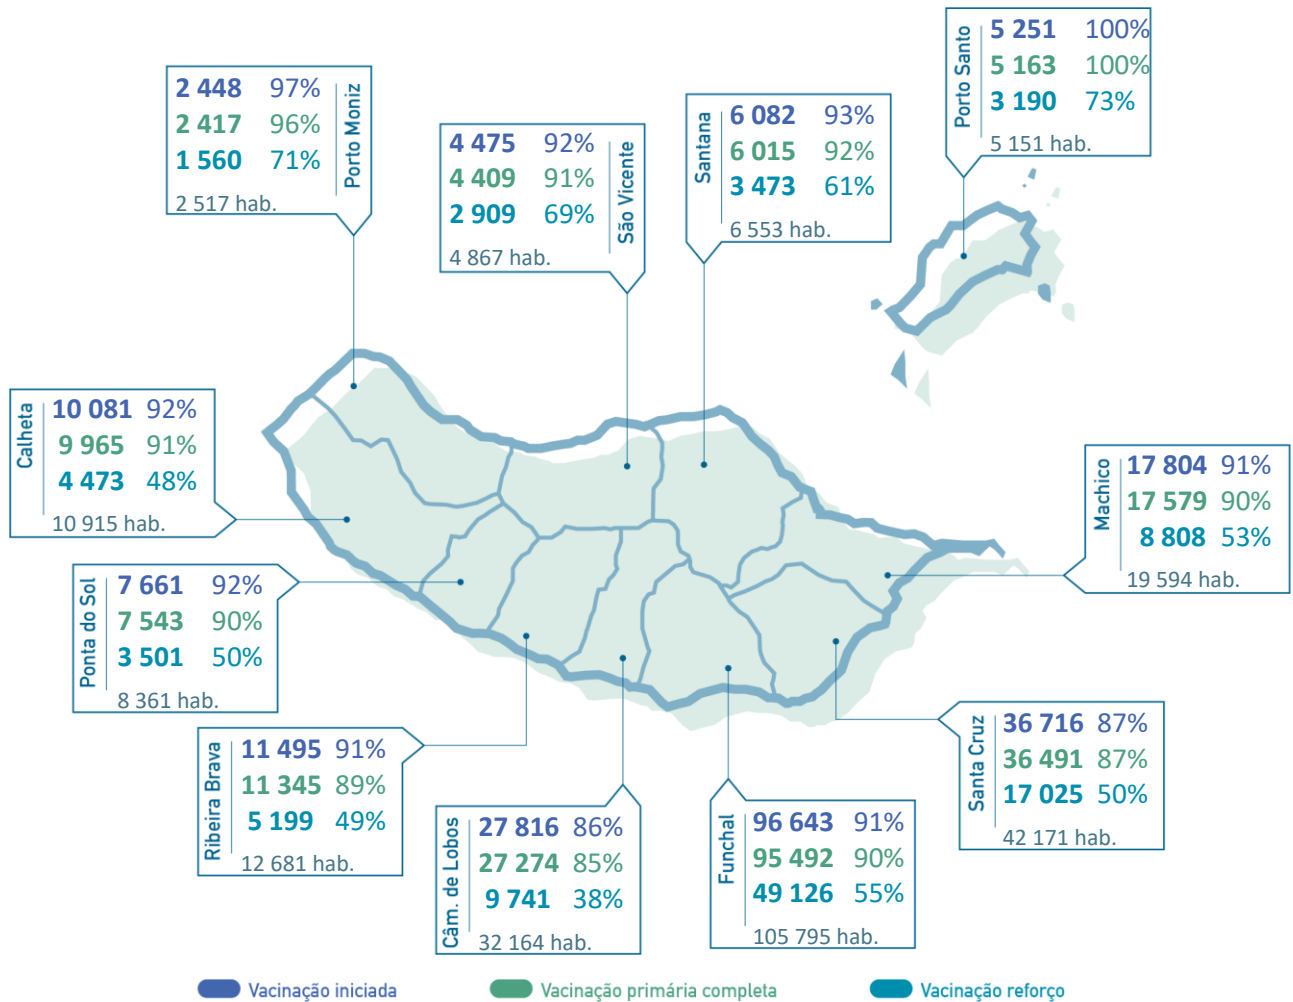 Porto Santo
5 251 100%
5 163 100%
3 190 73%
5 151 hab.
2 448 97%
2 417 96%
1 560 71%
2 517 hab.
Porto Moniz
4 475 92%
4 409 91%
2 909 69%
4 867 hab.
São Vicente
Santana
6 082 93%
6 015 92%
3 473 61%
6 553 hab.
Calheta
10 081 92%
9 965 91%
4 473 48%
10 915 hab.
Machico
17 804 91%
17 579 90%
8 808 53%
19 594 hab.
Ponta do Sol
7 661 92%
7 543 90%
3 501 50%
8 361 hab.
Ribeira Brava
11 495 91%
11 345 89%
5 199 49%
12 681 hab.
Câm. de Lobos
27 816 86%
27 274 85%
9 741 38%
32 164 hab.
Funchal
96 643 91%
95 492 90%
49 126 55%
105 795 hab.
Santa Cruz
36 716 87%
36 491 87%
17 025 50%
42 171 hab.
Vacinação iniciada
Vacinação primária completa
Vacinação reforço